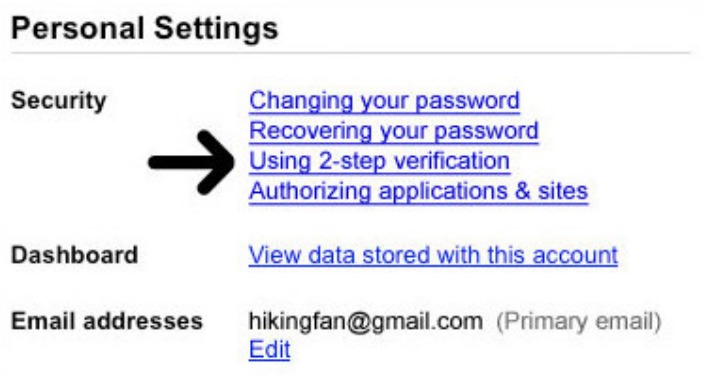 Personal Settings
Security Changing your password
Recovering your password
Using 2-step verification
Authorizing applications & sites
Dashboard View data stored with this account
Email addresses hikingfan@gmail.com (Primary email)
Edit